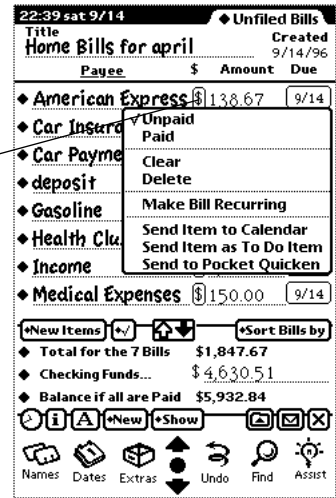 22:39 sat 9/14 ◆ Unfiled Bills
Title Created
Home Bills for april 9/14/96
Payee $ Amount Due
◆ American Express $ 138.67 9/14
√ Unpaid
Paid
Clear
Delete
Make Bill Recurring
Send Item to Calendar
Send Item as To Do Item
Send to Pocket Quicken
◆ Car Insura
◆ Car Payme
◆ deposit
◆ Gasoline
◆ Health Clu
◆ Income
◆ Medical Expenses $ 150.00 9/14
◆New Items ◆√ ◆Sort Bills by
◆ Total for the 7 Bills $1,847.67
◆ Checking Funds... $ 4,630.51
◆ Balance if all are Paid $5,932.84
i A ◆New ◆Show X
Names Dates Extras Undo Find Assist